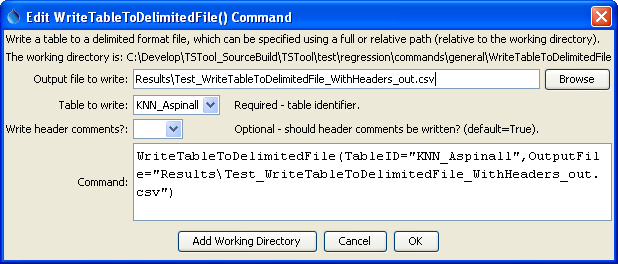 Edit WriteTableToDelimitedFile() Command
Write a table to a delimited format file, which can be specified using a full or relative path (relative to the working directory).
The working directory is: C:\Develop\TSTool_SourceBuild\TSTool\test\regression\commands\general\WriteTableToDelimitedFile
Output file to write: Results\Test_WriteTableToDelimitedFile_WithHeaders_out.csv Browse
Table to write: KNN_Aspinall Required - table identifier.
Write header comments?: Optional - should header comments be written? (default=True).
WriteTableToDelimitedFile(TableID="KNN_Aspinall",OutputFil
Command: e="Results\Test_WriteTableToDelimitedFile_WithHeaders_out.
csv")
Add Working Directory Cancel OK